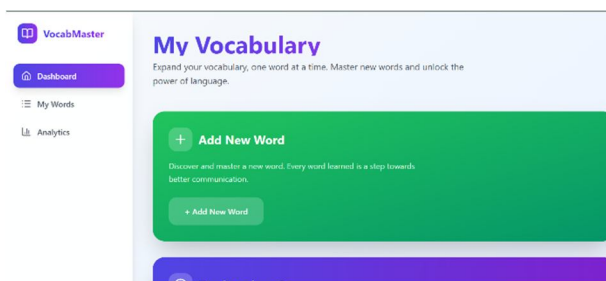 VocabMaster
Dashboard
My Words
Analytics
My Vocabulary
Expand your vocabulary, one word at a time. Master new words and unlock the
power of language.
Add New Word
Discover and master a new word. Every word learned is a step towards
better communication.
+ Add New Word